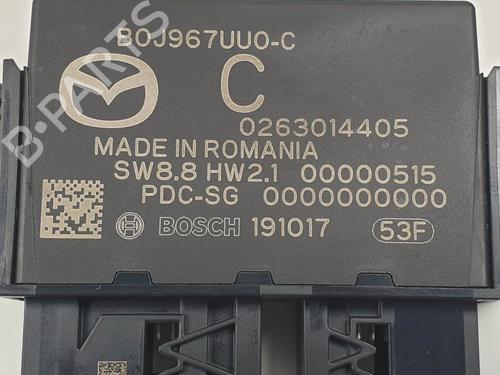 B0J967UU0-C
C
0263014405
MADE IN ROMANIA
SW8.8 HW2.1 00000515
PDC-SG 0000000000
BOSCH 191017 53F
B-PARTS